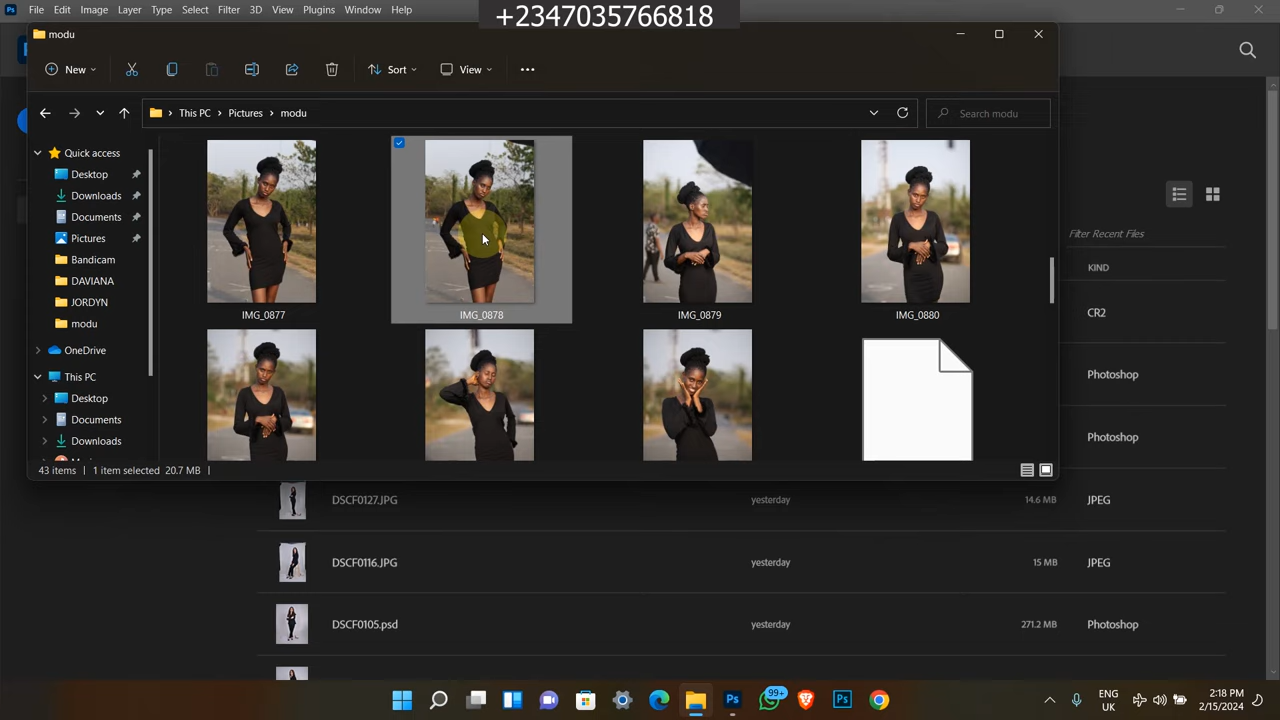 File Edit Image Layer Type Select Filter 3D View Plugins Window Help
+2347035766818
modu
New
Sort
View
This PC
Pictures
modu
Search modu
Quick access
Desktop
Downloads
Documents
Pictures
Bandicam
DAVIANA
JORDYN
modu
OneDrive
This PC
Desktop
Documents
Downloads
IMG_0877
IMG_0878
IMG_0879
IMG_0880
43 items
1 item selected 20.7 MB
Filter Recent Files
KIND
CR2
Photoshop
Photoshop
DSCF0127.JPG yesterday 14.6 MB JPEG
DSCF0116.JPG yesterday 15 MB JPEG
DSCF0105.psd yesterday 271.2 MB Photoshop
99+
ENG
UK
2:18 PM
2/15/2024